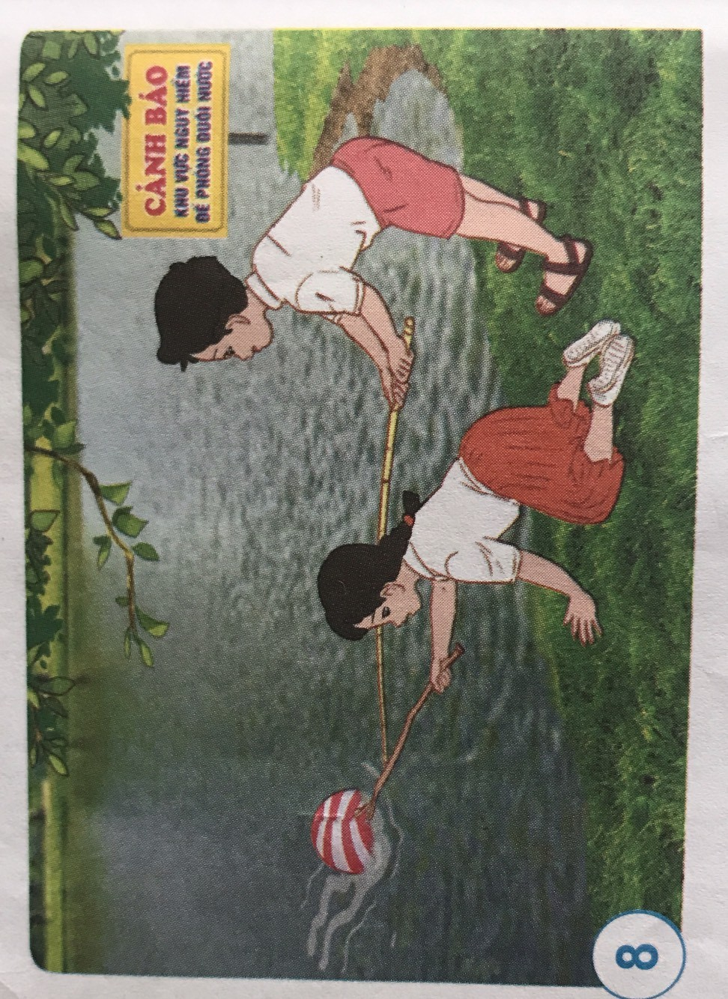 CẢNH BÁO
KHU VỰC NGUY HIỂM
ĐỀ PHÒNG ĐUỐI NƯỚC
8